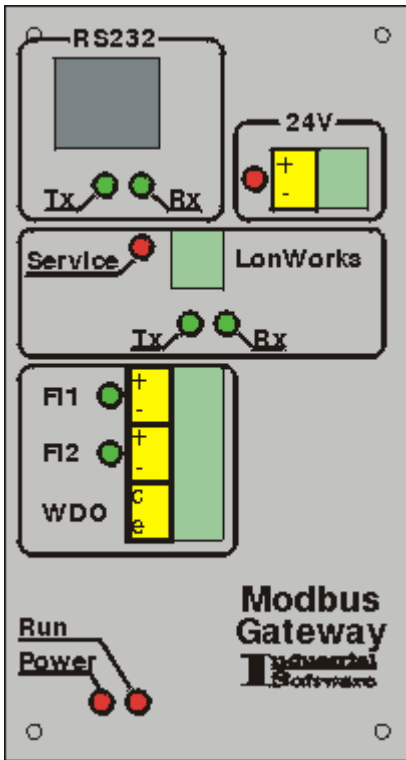 RS232
Tx Rx
24V
+
-
Service
LonWorks
Tx Rx
FI1
+
-
FI2
+
-
WDO
c
e
Modbus
Gateway
Industrial
Software
Run
Power